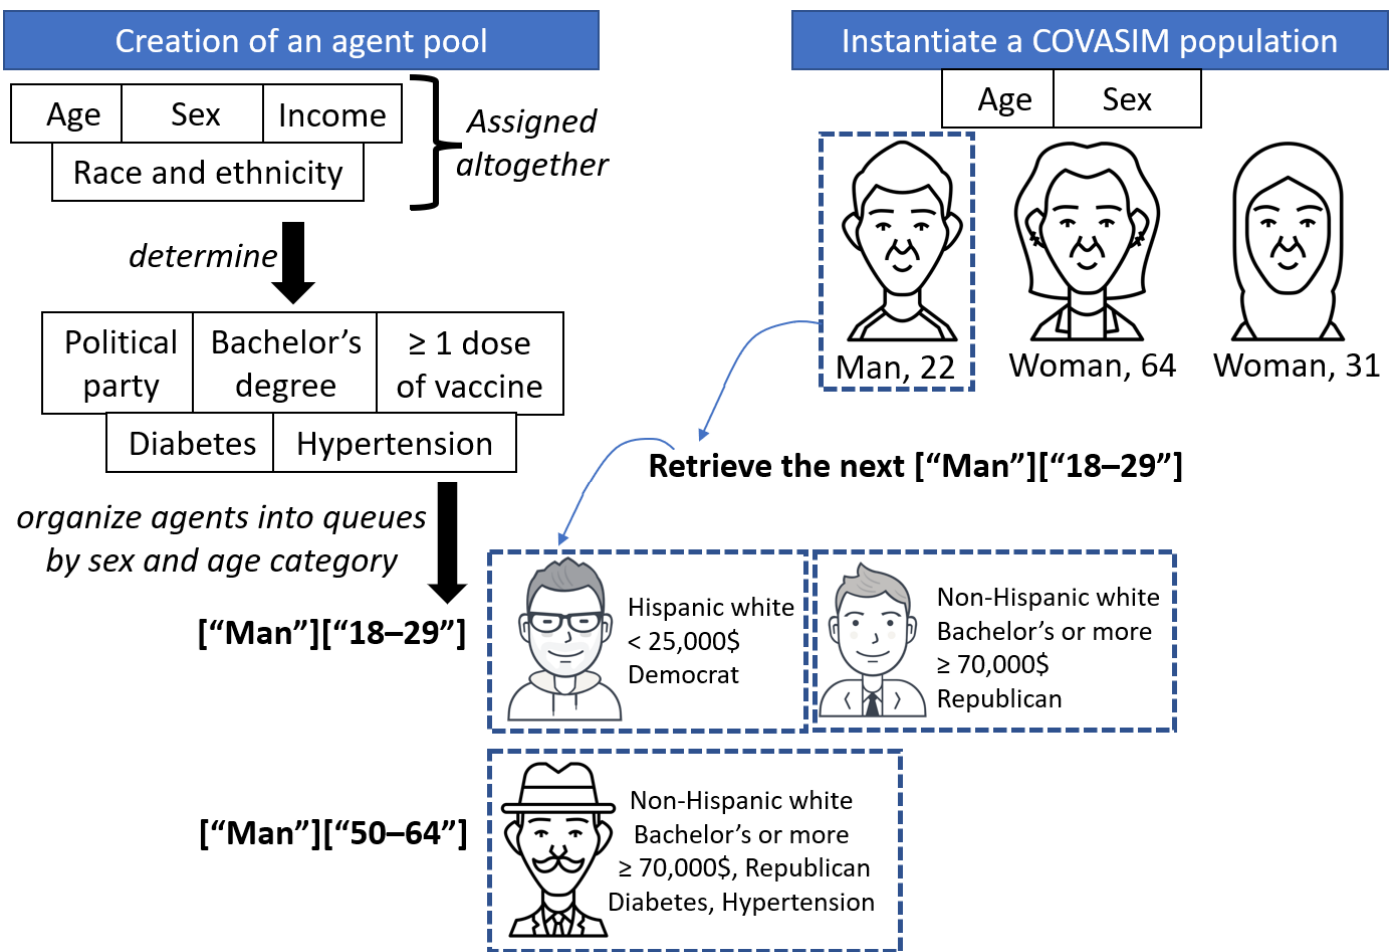 Creation of an agent pool
Age
Sex
Income
Race and ethnicity
Assigned
altogether
determine
Political
party
Bachelor’s
degree
≥ 1 dose
of vaccine
Diabetes
Hypertension
organize agents into queues
by sex and age category
Instantiate a COVASIM population
Age
Sex
Man, 22
Woman, 64
Woman, 31
Retrieve the next [“Man”][“18–29”]
[“Man”][“18–29”]
Hispanic white
< 25,000$
Democrat
Non-Hispanic white
Bachelor’s or more
≥ 70,000$
Republican
[“Man”][“50–64”]
Non-Hispanic white
Bachelor’s or more
≥ 70,000$, Republican
Diabetes, Hypertension